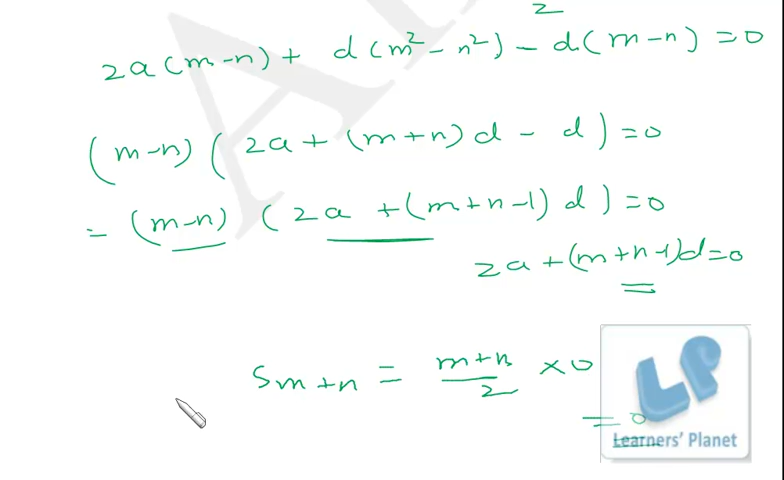 2
2a(m-n) + d(m² - n²) - d(m-n) = 0
(m-n) (2a + (m+n)d - d) = 0
= (m-n) (2a + (m+n-1)d) = 0
2a + (m+n-1)d = 0
Sm+n = m+n/2 × 0
= 0
LP
Learners' Planet